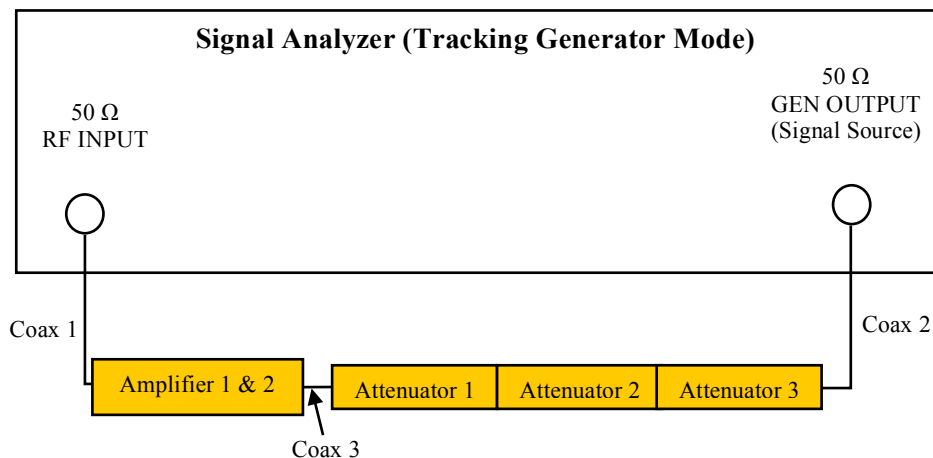 Signal Analyzer (Tracking Generator Mode)
50 Ω
RF INPUT
50 Ω
GEN OUTPUT
(Signal Source)
Coax 1
Coax 2
Amplifier 1 & 2
Attenuator 1
Attenuator 2
Attenuator 3
Coax 3